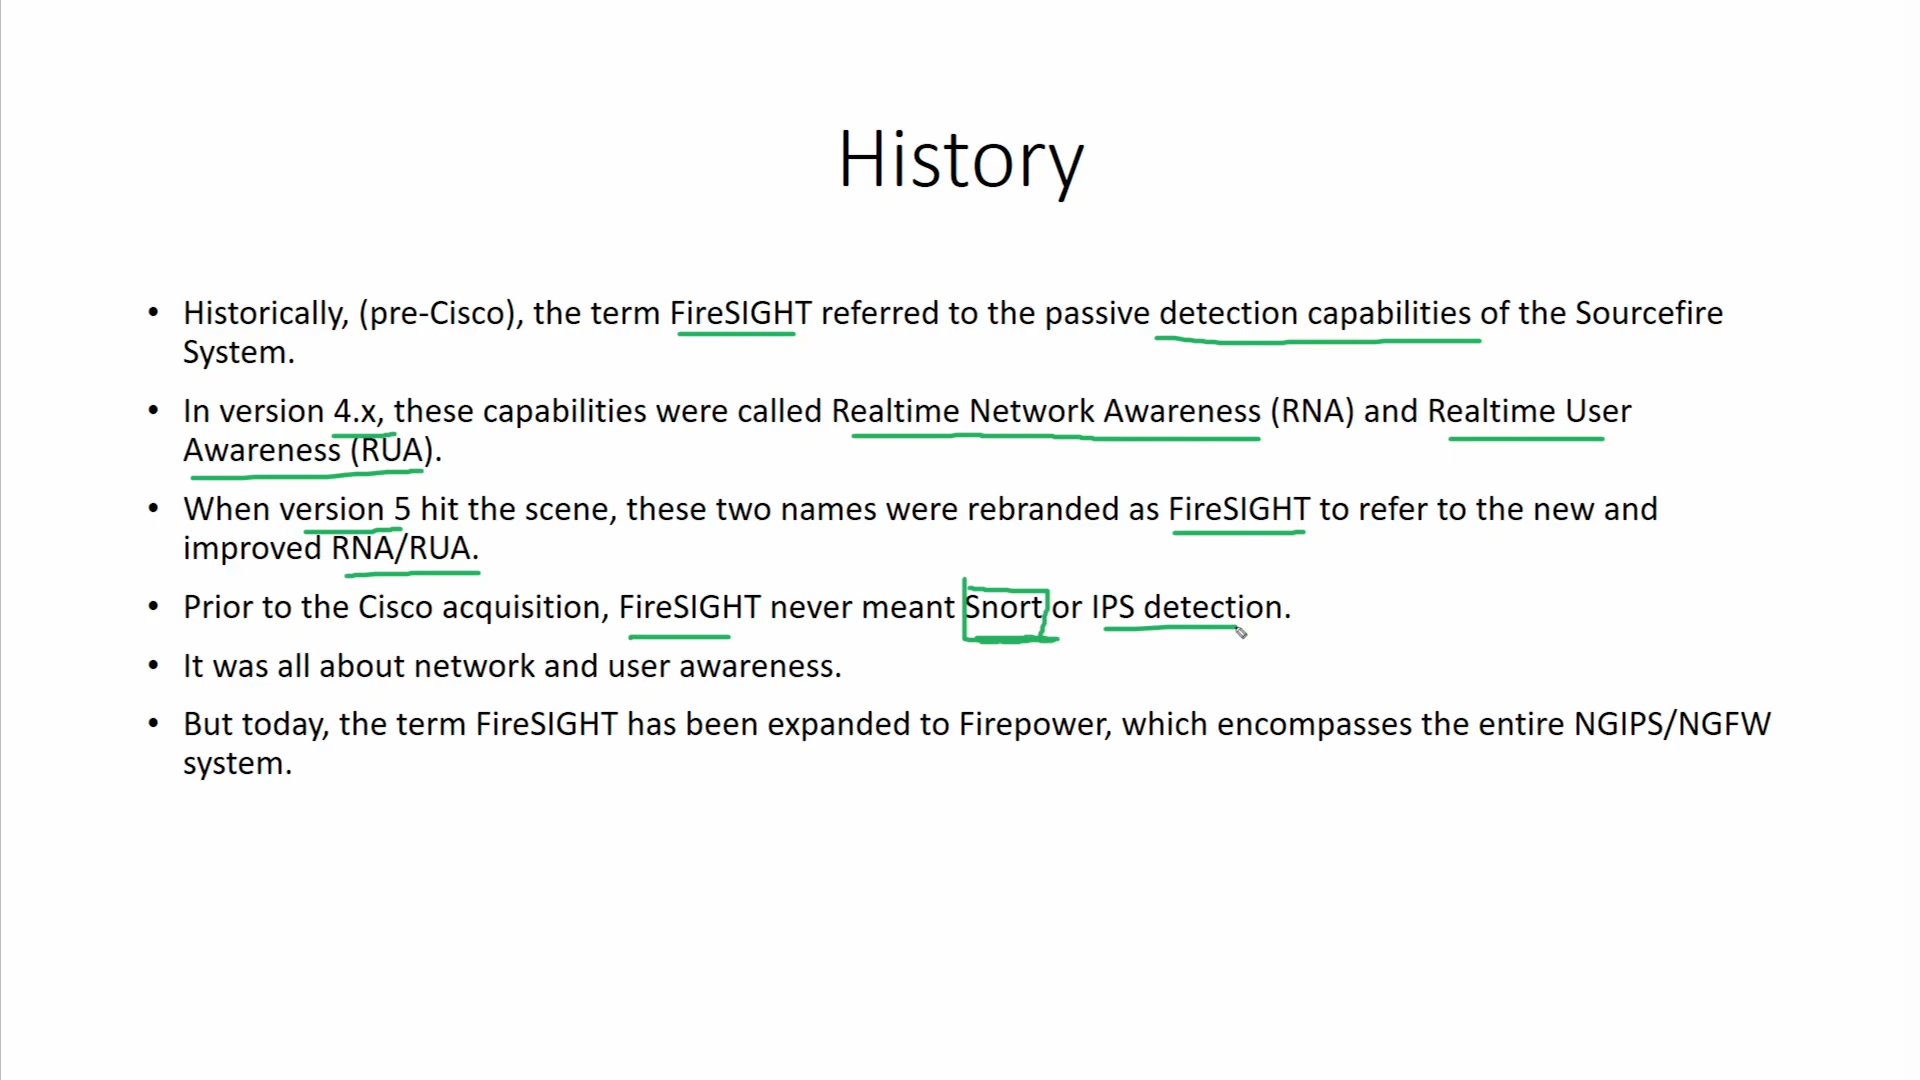 History
• Historically, (pre-Cisco), the term FireSIGHT referred to the passive detection capabilities of the Sourcefire
System.
• In version 4.x, these capabilities were called Realtime Network Awareness (RNA) and Realtime User
Awareness (RUA).
• When version 5 hit the scene, these two names were rebranded as FireSIGHT to refer to the new and
improved RNA/RUA.
• Prior to the Cisco acquisition, FireSIGHT never meant Snort or IPS detection.
• It was all about network and user awareness.
• But today, the term FireSIGHT has been expanded to Firepower, which encompasses the entire NGIPS/NGFW
system.